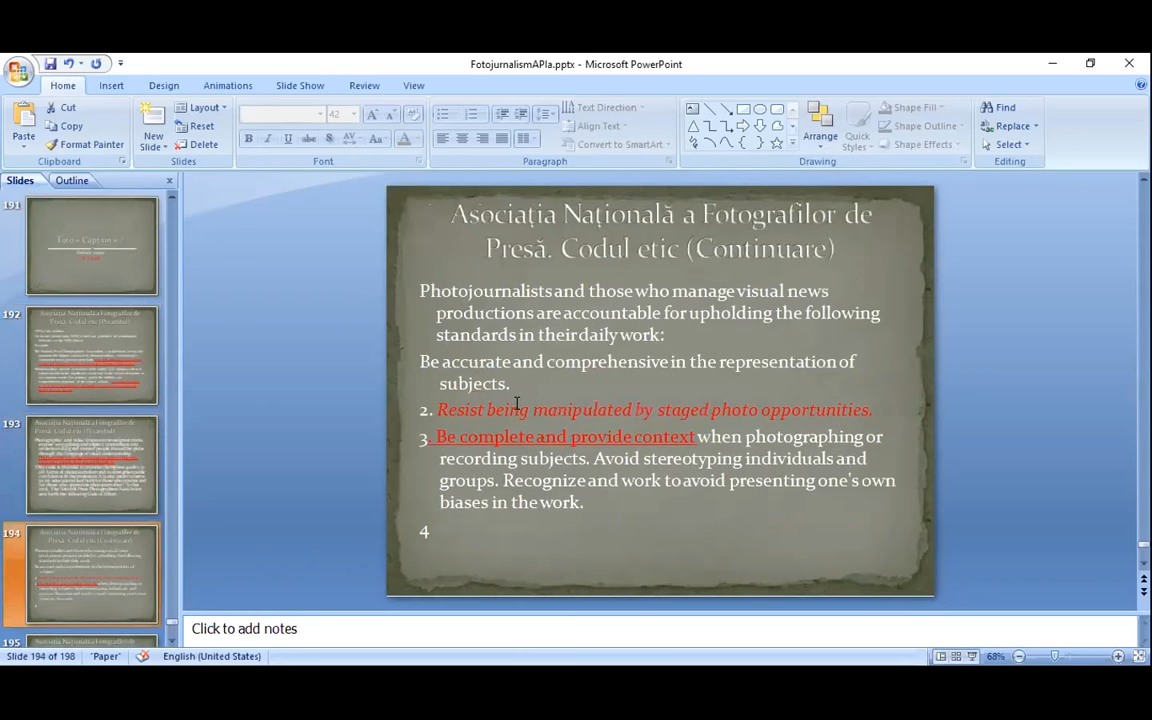 FotojurnalismAPIa.pptx - Microsoft PowerPoint
Home Insert Design Animations Slide Show Review View
Paste
Cut
Copy
Format Painter
Clipboard
New Slide
Layout
Reset
Delete
Slides
42
B I U abe S AV Aa A
Font
Text Direction
Align Text
Convert to SmartArt
Paragraph
Arrange
Quick Styles
Shape Fill
Shape Outline
Shape Effects
Drawing
Find
Replace
Select
Editing
Slides Outline
191
192
193
194
195
Asociația Națională a Fotografilor de
Presă. Codul etic (Continuare)
Photojournalists and those who manage visual news
productions are accountable for upholding the following
standards in their daily work:
Be accurate and comprehensive in the representation of
subjects.
2. Resist being manipulated by staged photo opportunities.
3. Be complete and provide context when photographing or
recording subjects. Avoid stereotyping individuals and
groups. Recognize and work to avoid presenting one's own
biases in the work.
4
Click to add notes
Slide 194 of 198 "Paper" English (United States) 68%